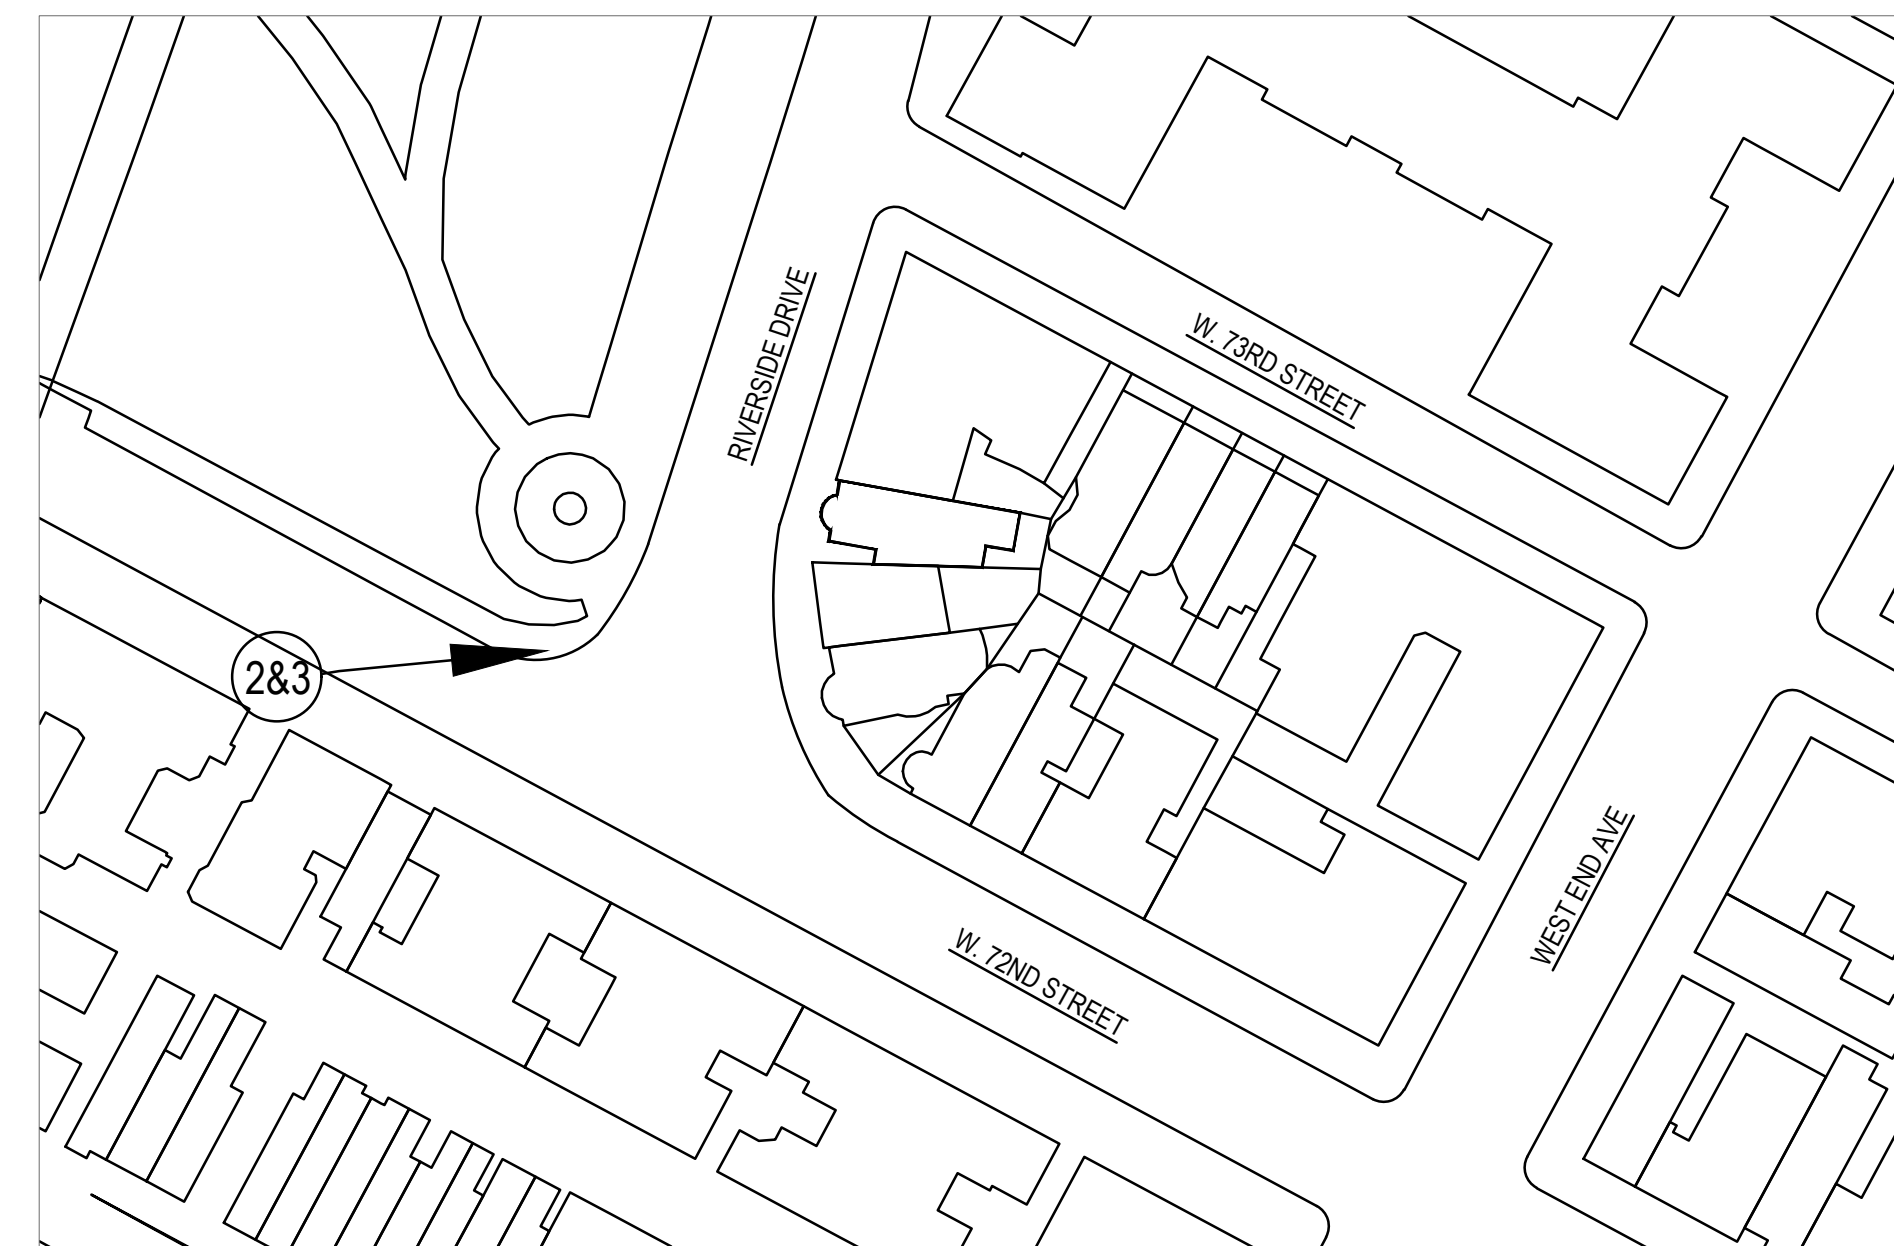 RIVERSIDE DRIVE
W. 73RD STREET
2&3
WEST END AVE
W. 72ND STREET